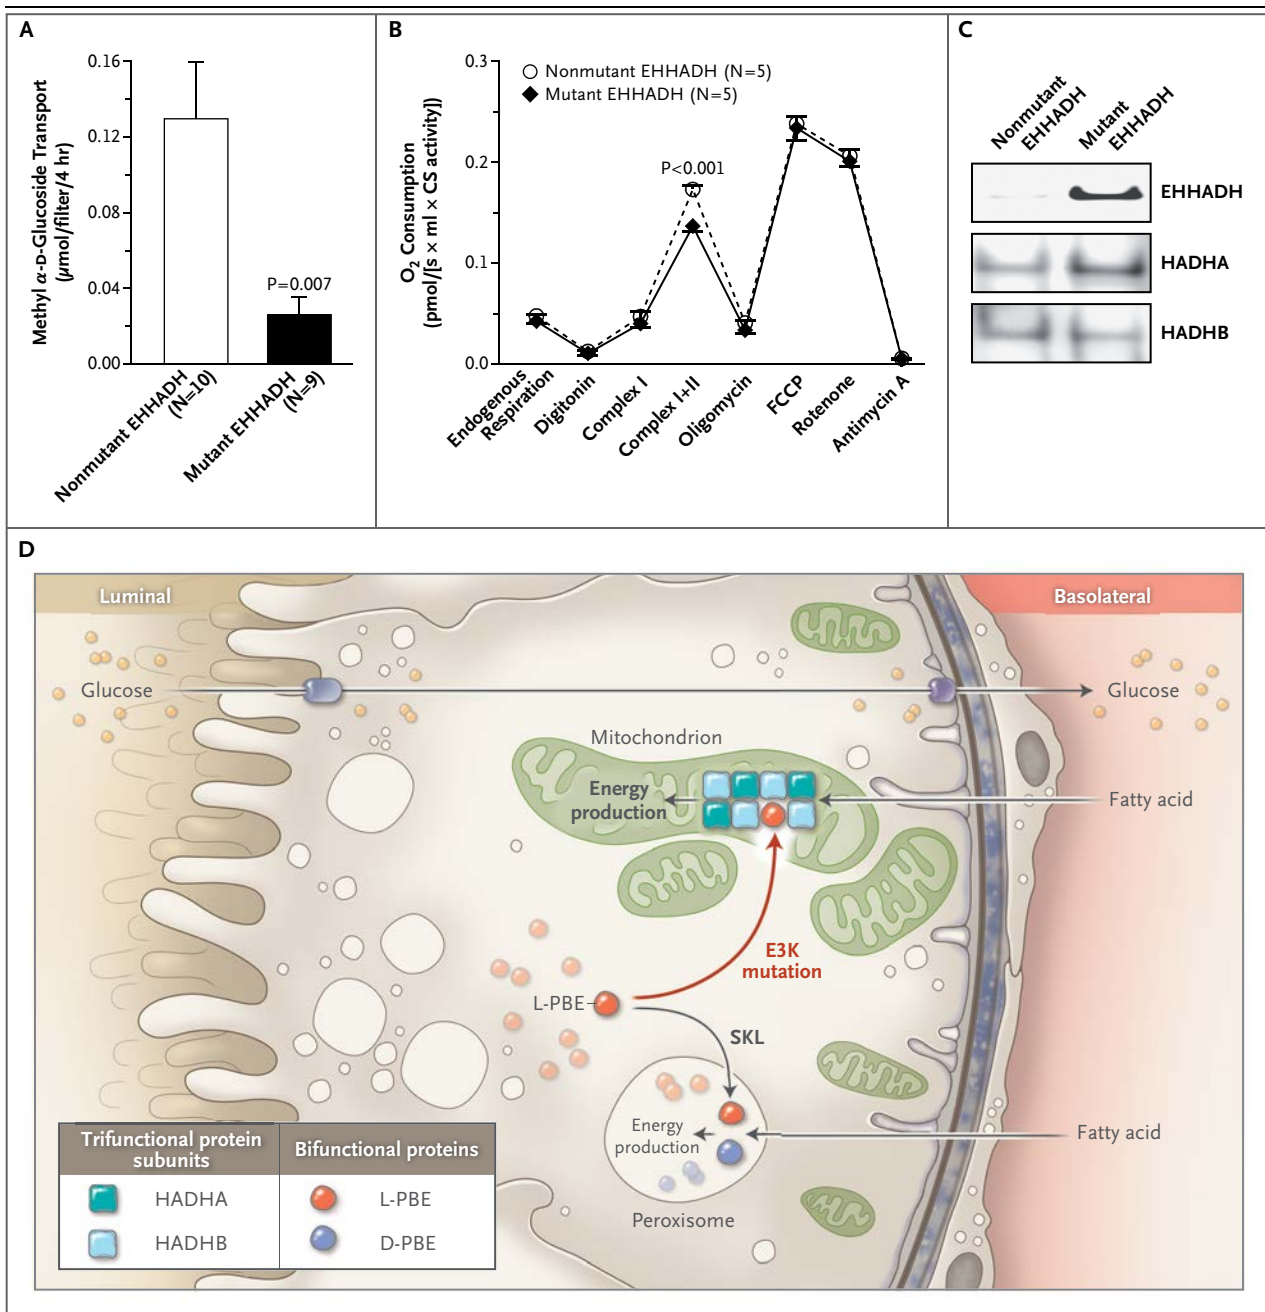 A
Methyl α-D-Glucoside Transport
(μmol/filter/4 hr)
0.16
0.12
0.08
0.04
0.00
P=0.007
Nonmutant EHHADH
(N=10)
Mutant EHHADH
(N=9)
B
O2 Consumption
(pmol/[s × ml × CS activity])
0.3
0.2
0.1
0.0
Nonmutant EHHADH (N=5)
Mutant EHHADH (N=5)
P<0.001
Endogenous
Respiration
Digitonin
Complex I
Complex I+II
Oligomycin
FCCP
Rotenone
Antimycin A
C
Nonmutant
EHHADH
Mutant
EHHADH
EHHADH
HADHA
HADHB
D
Luminal
Basolateral
Glucose
Glucose
Mitochondrion
Energy
production
Fatty acid
E3K
mutation
L-PBE
SKL
Energy
production
Fatty acid
Peroxisome
Trifunctional protein
subunits
Bifunctional proteins
HADHA
L-PBE
HADHB
D-PBE